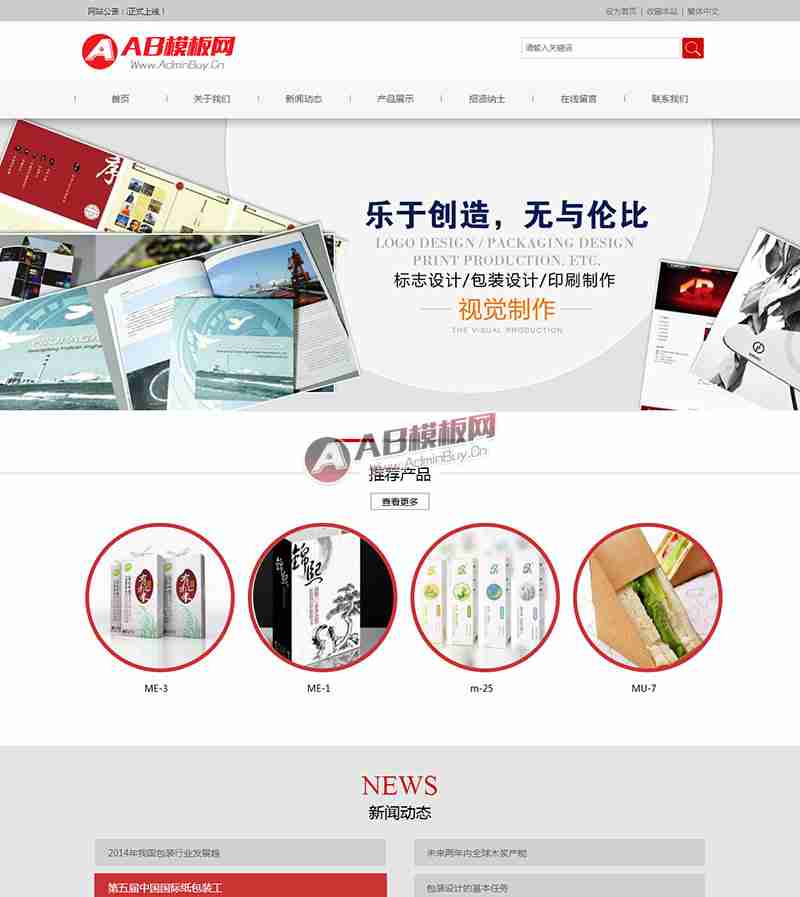 网站公告：正式上线！
设为首页 | 收藏本站 | 繁体中文
AB模板网
Www.AdminBuy.Cn
请输入关键词
首页
关于我们
新闻动态
产品展示
招贤纳士
在线留言
联系我们
乐于创造，无与伦比
LOGO DESIGN / PACKAGING DESIGN
PRINT PRODUCTION, ETC.
标志设计/包装设计/印刷制作
视觉制作
THE VISUAL PRODUCTION
AB模板网
Www.AdminBuy.Cn
推荐产品
查看更多
有机米
锦熙
ME-3
ME-1
m-25
MU-7
NEWS
新闻动态
2014年我国包装行业发展趋
未来两年内全球木浆产能
第五届中国国际纸包装工
包装设计的基本任务